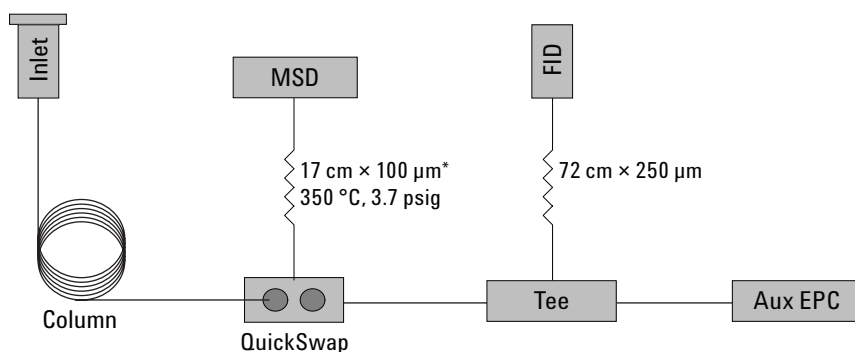 Inlet
MSD
FID
17 cm × 100 µm*
350 °C, 3.7 psig
72 cm × 250 µm
Column
QuickSwap
Tee
Aux EPC